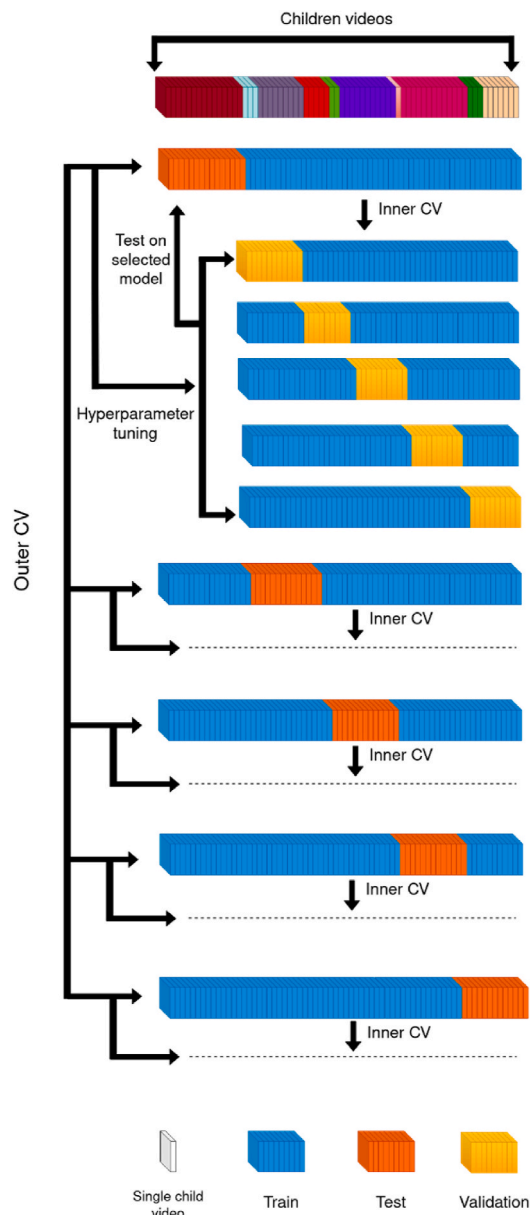 Children videos
Inner CV
Test on
selected
model
Hyperparameter
tuning
Outer CV
Inner CV
Inner CV
Inner CV
Inner CV
Single child
video
Train
Test
Validation